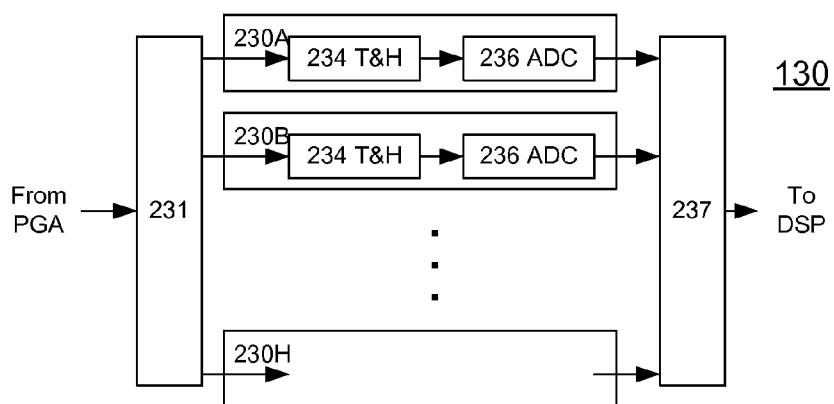 230A
234 T&H
236 ADC
130
230B
234 T&H
236 ADC
From
PGA
231
237
To
DSP
230H